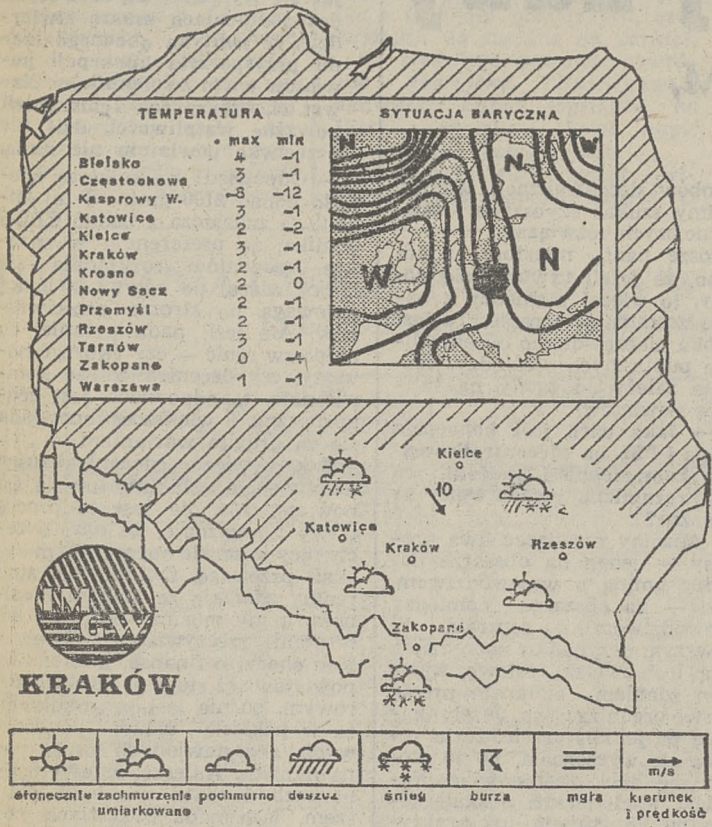 TEMPERATURA
° max min
Bielsko 4 -1
Częstochowa 3 -1
Kasprowy W. -8 -12
Katowice 3 -1
Kielce 2 -2
Kraków 3 -1
Krosno 2 -1
Nowy Sącz 2 0
Przemyśl 2 -1
Rzeszów 2 -1
Tarnów 3 -1
Zakopane 0 -4
Warszawa 1 -1
SYTUACJA BARYCZNA
N
N
W
W
N
Kielce
10
Katowice
Kraków
Rzeszów
Zakopane
IMGW
KRAKÓW
m/s
słonecznie zachmurzenie umiarkowane pochmurno deszcz śnieg burza mgła kierunek i prędkość